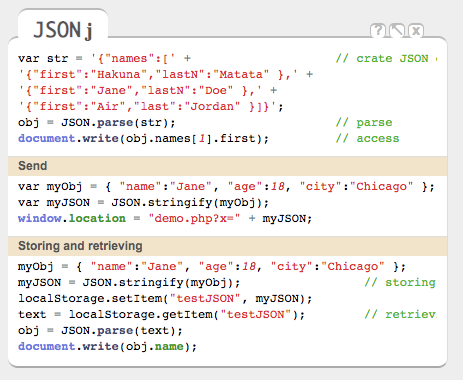 JSON j
? x
var str = '{"names":[' + // crate JSON
'{"first":"Hakuna","lastN":"Matata" },' +
'{"first":"Jane","lastN":"Doe" },' +
'{"first":"Air","last":"Jordan" }]}';
obj = JSON.parse(str); // parse
document.write(obj.names[1].first); // access
Send
var myObj = { "name":"Jane", "age":18, "city":"Chicago" };
var myJSON = JSON.stringify(myObj);
window.location = "demo.php?x=" + myJSON;
Storing and retrieving
myObj = { "name":"Jane", "age":18, "city":"Chicago" };
myJSON = JSON.stringify(myObj); // storing
localStorage.setItem("testJSON", myJSON);
text = localStorage.getItem("testJSON"); // retriev
obj = JSON.parse(text);
document.write(obj.name);